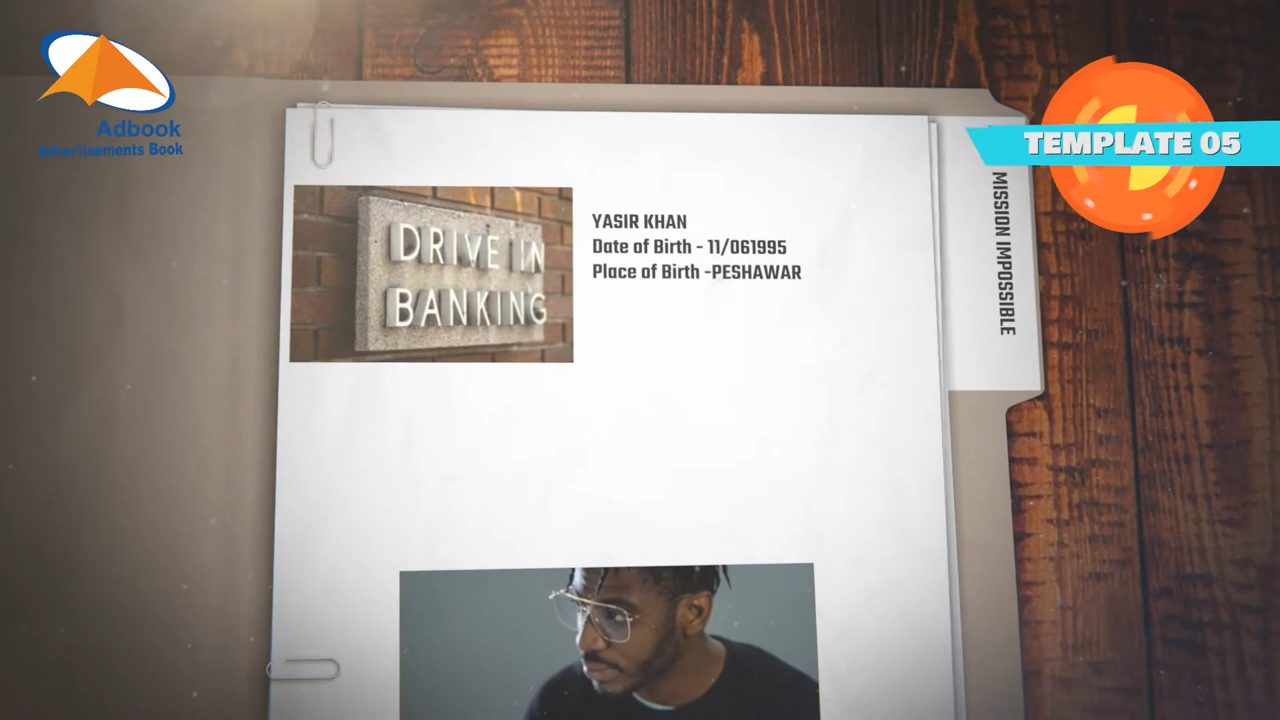 Adbook
Advertisements Book
TEMPLATE 05
MISSION IMPOSSIBLE
DRIVE IN
BANKING
YASIR KHAN
Date of Birth - 11/061995
Place of Birth -PESHAWAR